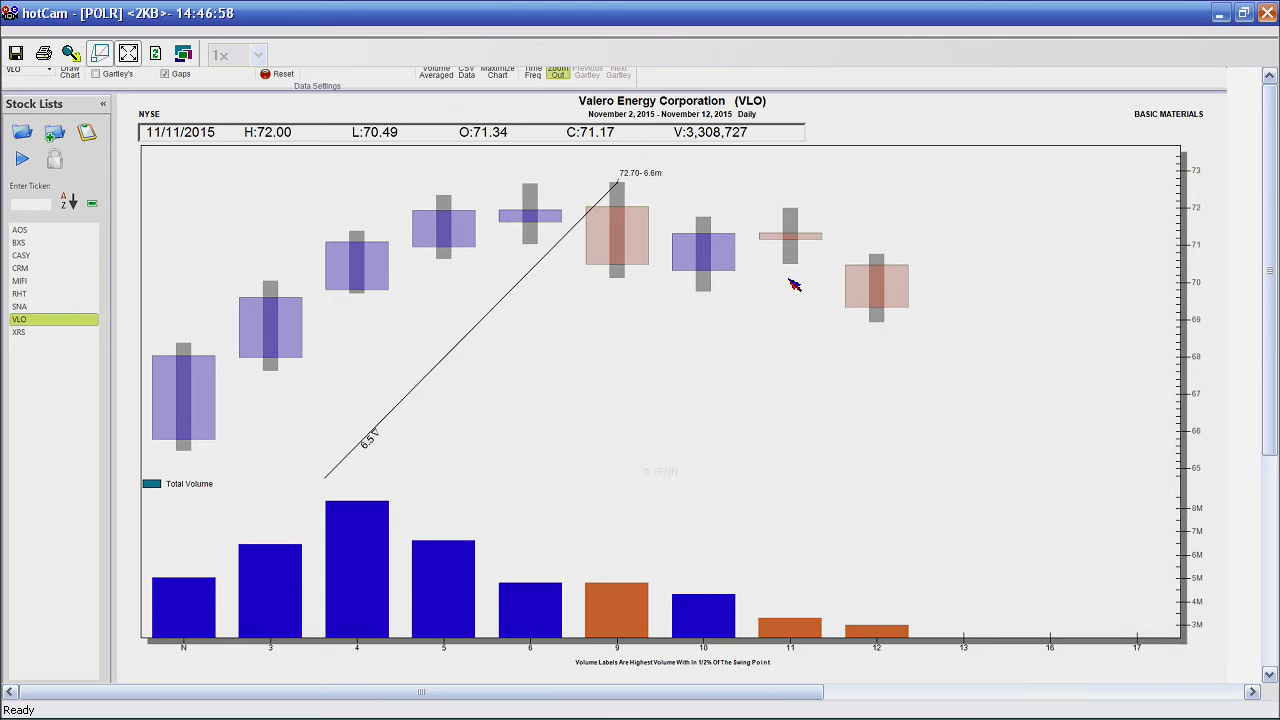 hotCam - [POLR] <2KB>- 14:46:58
1x
VLO
Draw
Chart
Gartley's
Gaps
Reset
Volume
Averaged
CSV
Data
Maximize
Chart
Time
Freq
Zoom
Out
Previous
Gartley
Next
Gartley
Data Settings
Stock Lists
«
Enter Ticker:
A
Z
AOS
BXS
CASY
CRM
MIFI
RHT
SNA
VLO
XRS
Valero Energy Corporation (VLO)
NYSE
November 2, 2015 - November 12, 2015 Daily
BASIC MATERIALS
11/11/2015 H:72.00 L:70.49 O:71.34 C:71.17 V:3,308,727
72.70- 6.6m
73
72
71
70
69
68
67
66
65
© TFNN
Total Volume
8M
7M
6M
5M
4M
3M
N 3 4 5 6 9 10 11 12 13 16 17
Volume Labels Are Highest Volume With In 1/2% Of The Swing Point
Ready